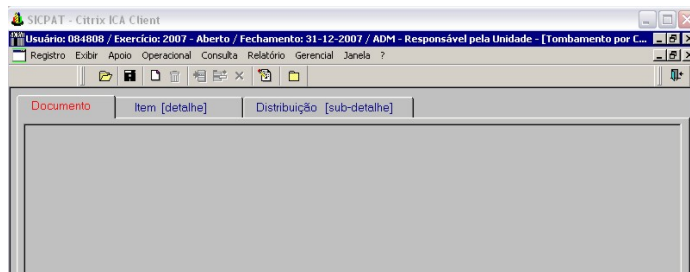 SICPAT - Citrix ICA Client
Usuário: 084808 / Exercício: 2007 - Aberto / Fechamento: 31-12-2007 / ADM - Responsável pela Unidade - [Tombamento por C...
Registro Exibir Apoio Operacional Consulta Relatório Gerencial Janela ?
Documento Item [detalhe] Distribuição [sub-detalhe]